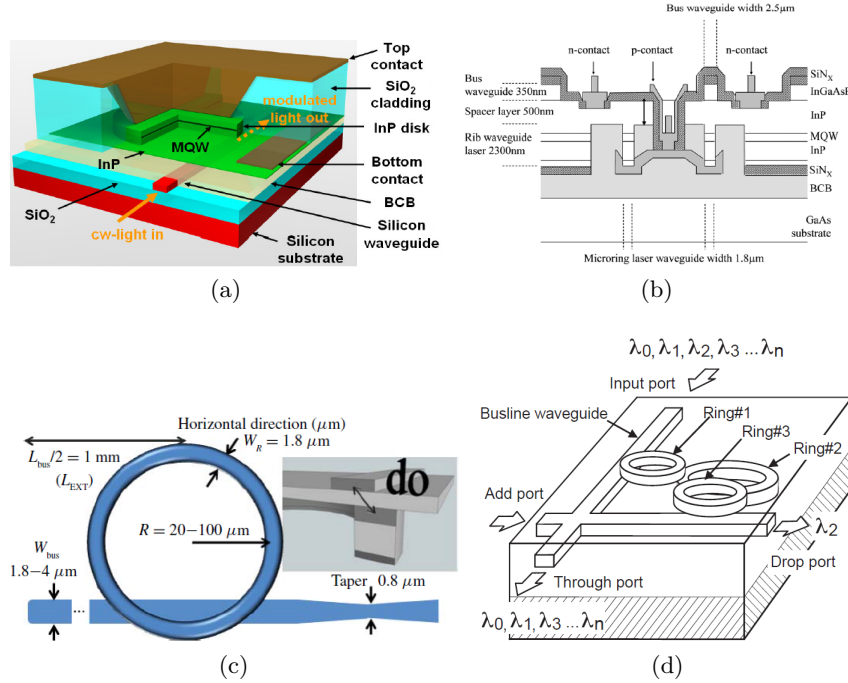 Top
contact
SiO2
cladding
modulated
light out
InP disk
MQW
InP
Bottom
contact
BCB
SiO2
cw-light in
Silicon
waveguide
Silicon
substrate
(a)
Bus waveguide width 2.5μm
n-contact
p-contact
n-contact
Bus
waveguide 350nm
Spacer layer 500nm
Rib waveguide
laser 2300nm
SiNX
InGaAsP
InP
MQW
InP
SiNX
BCB
GaAs
substrate
Microring laser waveguide width 1.8μm
(b)
Horizontal direction (μm)
WR = 1.8 μm
Lbus/2 = 1 mm
(LEXT)
do
R = 20–100 μm
Wbus
1.8–4 μm
Taper 0.8 μm
...
(c)
λ0, λ1, λ2, λ3 ...λn
Input port
Busline waveguide
Ring#1
Ring#3
Ring#2
Add port
λ2
Drop port
Through port
λ0, λ1, λ3 ...λn
(d)